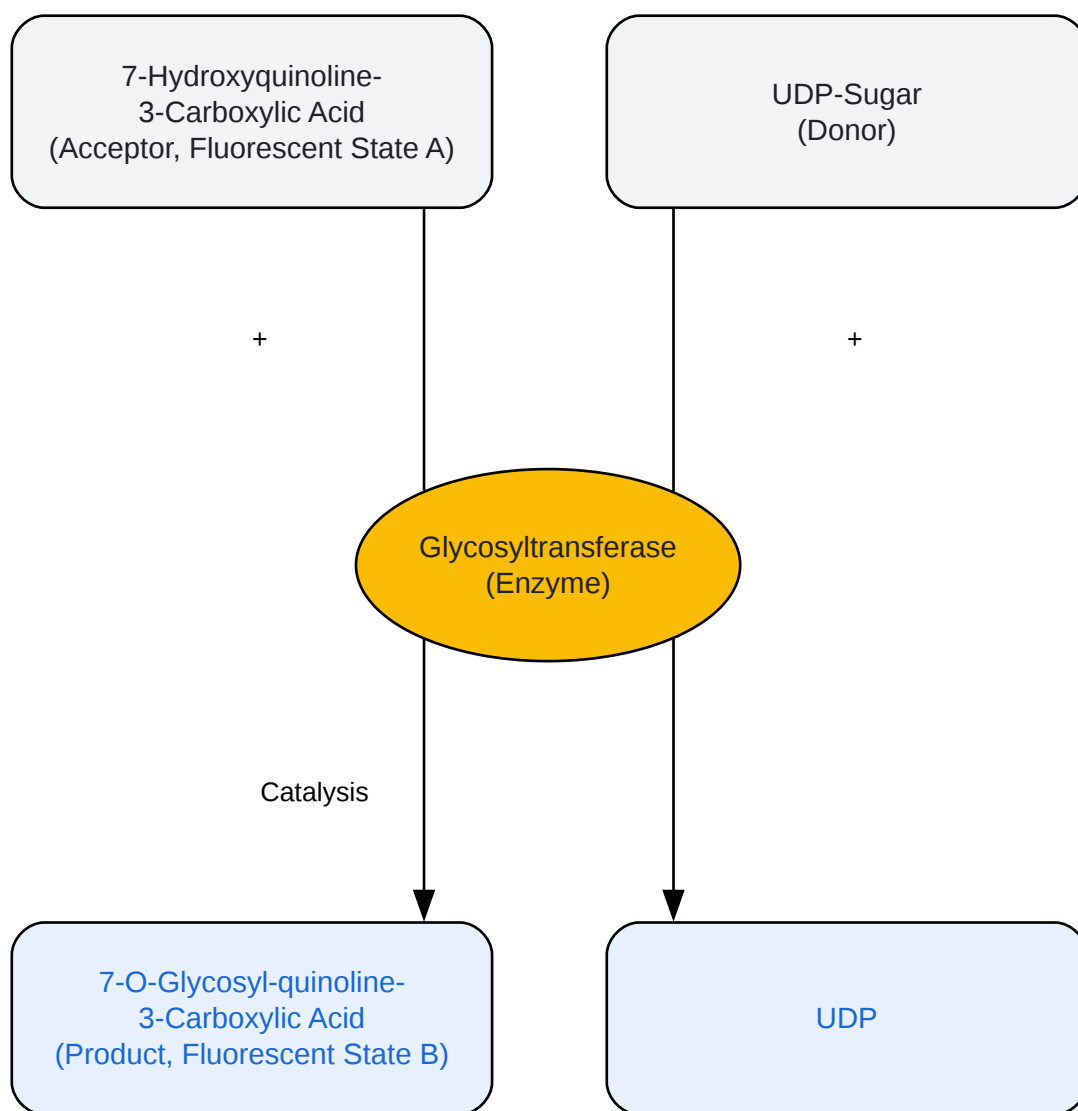 7-Hydroxyquinoline-
3-Carboxylic Acid
(Acceptor, Fluorescent State A)
UDP-Sugar
(Donor)
+
+
Glycosyltransferase
(Enzyme)
Catalysis
7-O-Glycosyl-quinoline-
3-Carboxylic Acid
(Product, Fluorescent State B)
UDP